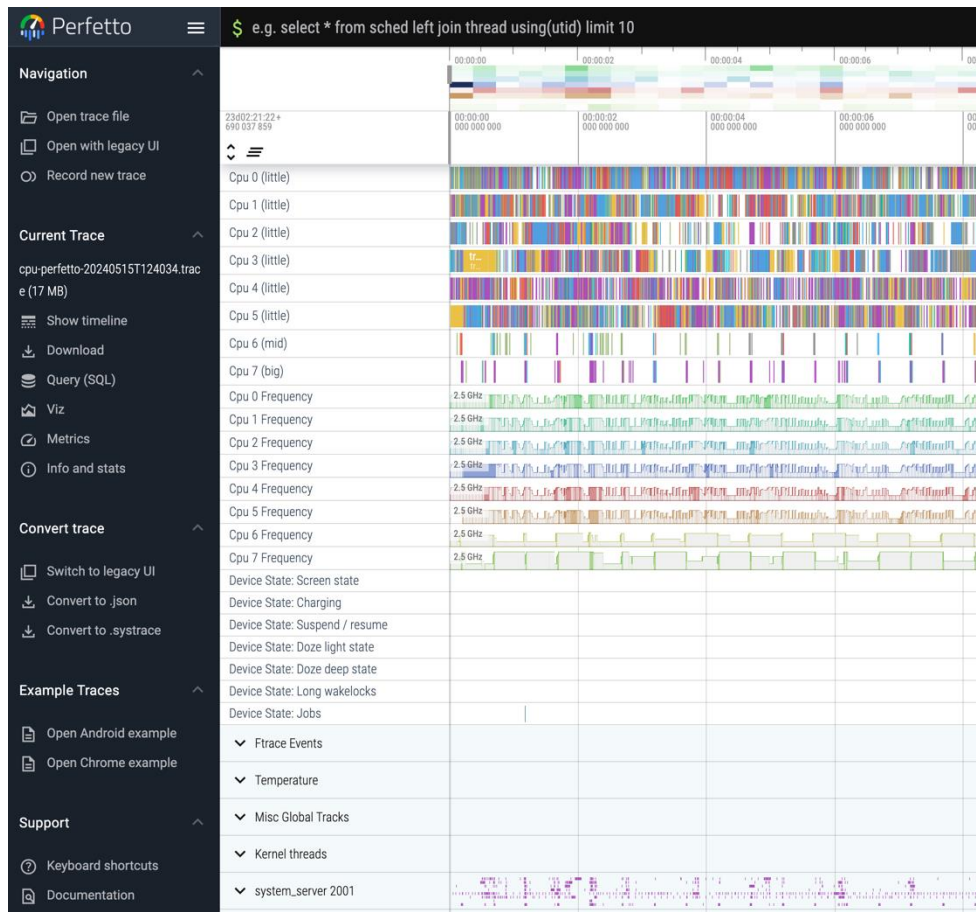 Perfetto
$ e.g. select * from sched left join thread using(utid) limit 10
Navigation
Open trace file
Open with legacy UI
Record new trace
Current Trace
cpu-perfetto-20240515T124034.trac
e (17 MB)
Show timeline
Download
Query (SQL)
Viz
Metrics
Info and stats
Convert trace
Switch to legacy UI
Convert to .json
Convert to .systrace
Example Traces
Open Android example
Open Chrome example
Support
Keyboard shortcuts
Documentation
00:00:00 00:00:02 00:00:04 00:00:06 00
23d02:21:22+ 00:00:00 00:00:02 00:00:04 00:00:06 00
690 037 859 000 000 000 000 000 000 000 000 000 000 000 000 00
Cpu 0 (little)
Cpu 1 (little)
Cpu 2 (little)
Cpu 3 (little) tr...
tr...
Cpu 4 (little)
Cpu 5 (little)
Cpu 6 (mid)
Cpu 7 (big)
Cpu 0 Frequency 2.5 GHz
Cpu 1 Frequency 2.5 GHz
Cpu 2 Frequency 2.5 GHz
Cpu 3 Frequency 2.5 GHz
Cpu 4 Frequency 2.5 GHz
Cpu 5 Frequency 2.5 GHz
Cpu 6 Frequency 2.5 GHz
Cpu 7 Frequency 2.5 GHz
Device State: Screen state
Device State: Charging
Device State: Suspend / resume
Device State: Doze light state
Device State: Doze deep state
Device State: Long wakelocks
Device State: Jobs
Ftrace Events
Temperature
Misc Global Tracks
Kernel threads
system_server 2001